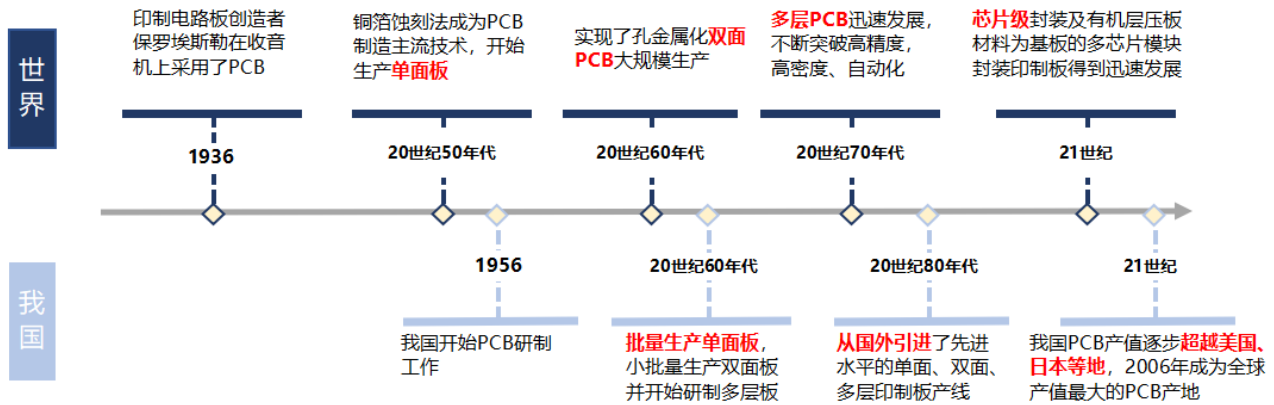 世界
印制电路板创造者
保罗埃斯勒在收音
机上采用了PCB
铜箔蚀刻法成为PCB
制造主流技术，开始
生产单面板
实现了孔金属化双面
PCB大规模生产
多层PCB迅速发展，
不断突破高精度，
高密度、自动化
芯片级封装及有机层压板
材料为基板的多芯片模块
封装印制板得到迅速发展
1936
20世纪50年代
20世纪60年代
20世纪70年代
21世纪
我国
1956
20世纪60年代
20世纪80年代
21世纪
我国开始PCB研制
工作
批量生产单面板，
小批量生产双面板
并开始研制多层板
从国外引进了先进
水平的单面、双面、
多层印制板产线
我国PCB产值逐步超越美国、
日本等地，2006年成为全球
产值最大的PCB产地